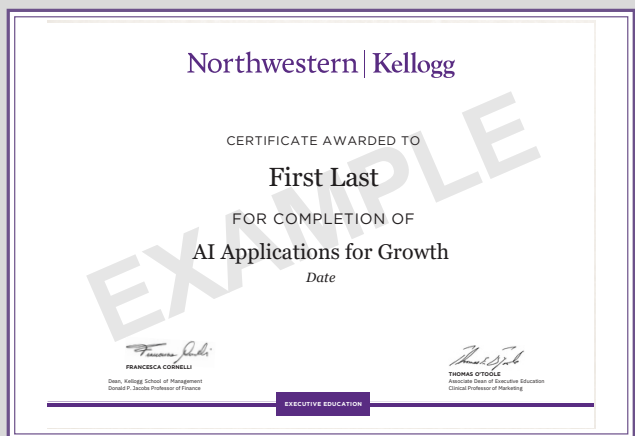 Northwestern | Kellogg
CERTIFICATE AWARDED TO
First Last
FOR COMPLETION OF
AI Applications for Growth
Date
EXAMPLE
FRANCESCA CORNELLI
Dean, Kellogg School of Management
Donald P. Jacobs Professor of Finance
THOMAS O'TOOLE
Associate Dean of Executive Education
Clinical Professor of Marketing
EXECUTIVE EDUCATION